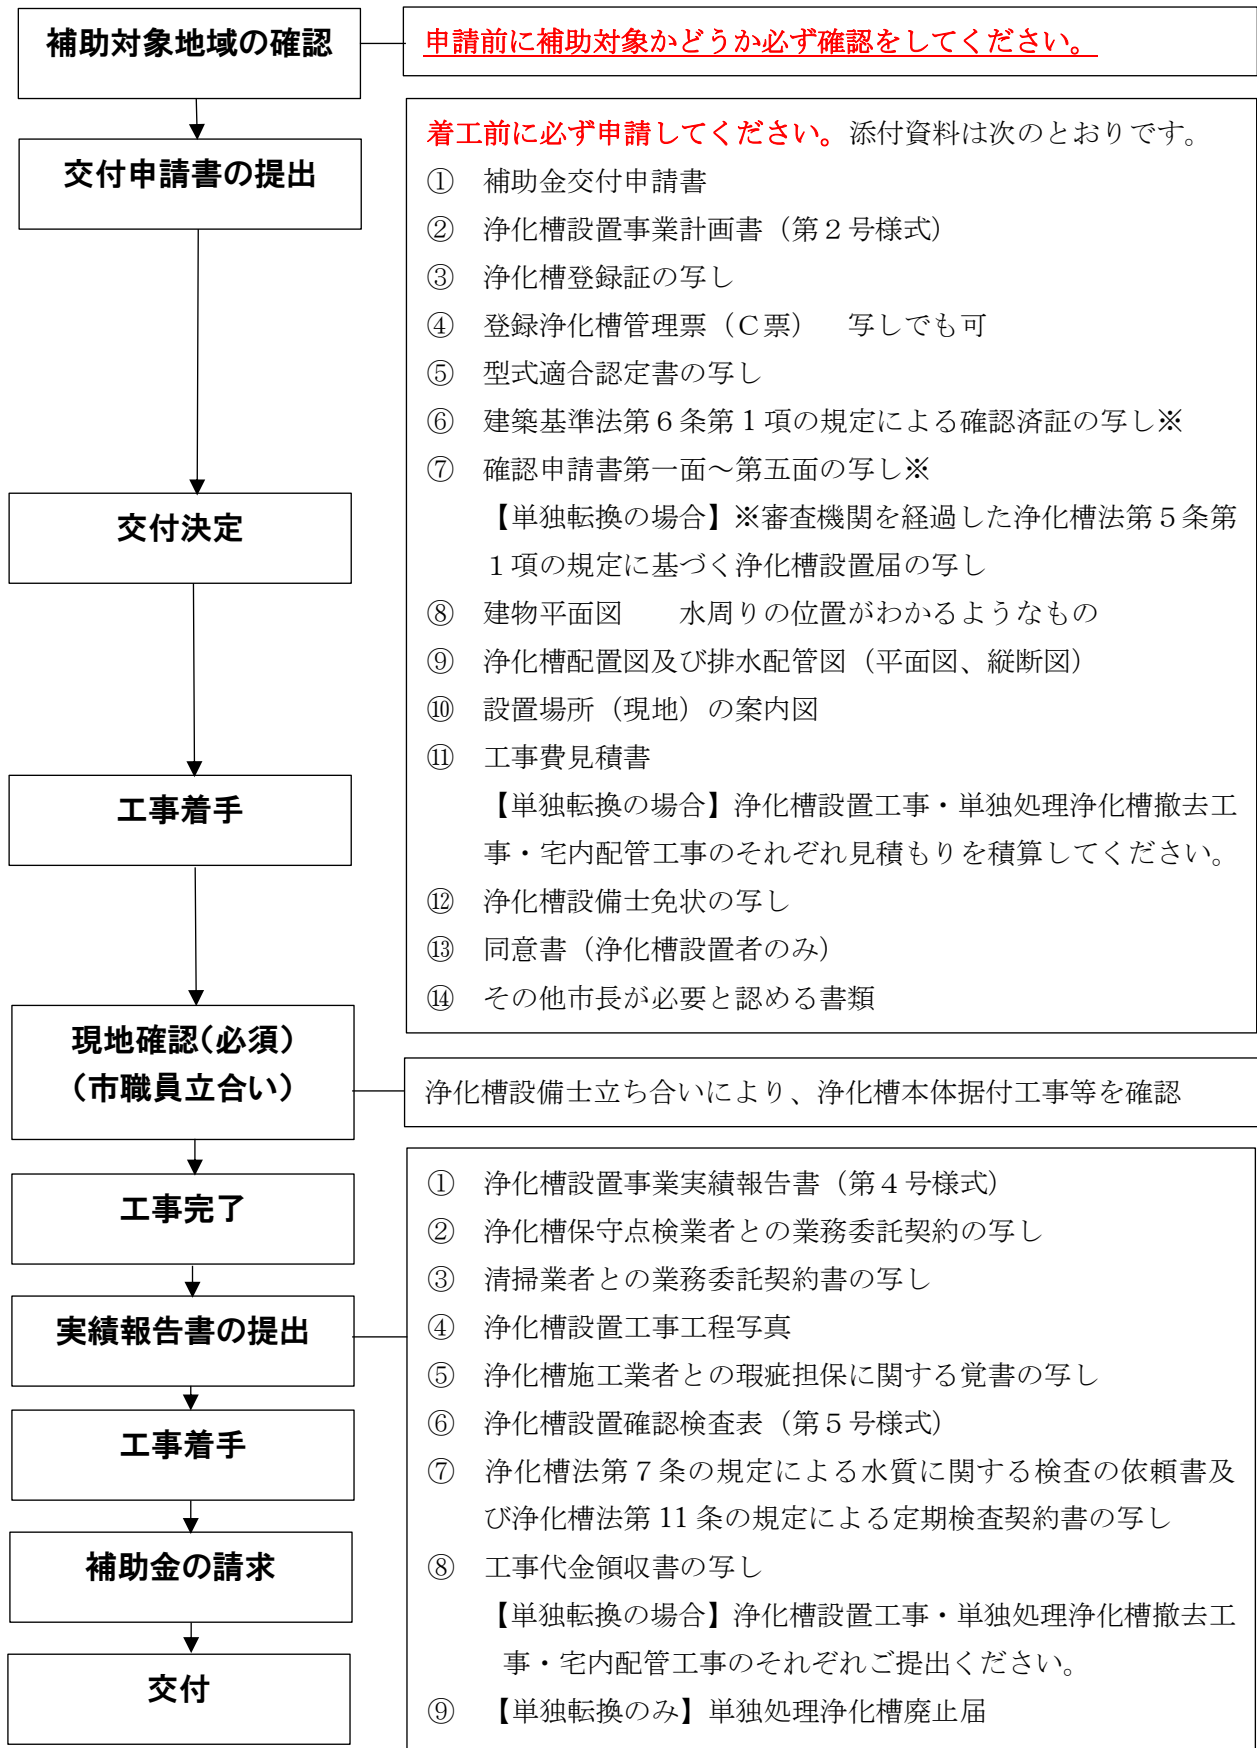 補助対象地域の確認
申請前に補助対象かどうか必ず確認をしてください。
交付申請書の提出
着工前に必ず申請してください。添付資料は次のとおりです。
① 補助金交付申請書
② 浄化槽設置事業計画書（第２号様式）
③ 浄化槽登録証の写し
④ 登録浄化槽管理票（Ｃ票）　写しでも可
⑤ 型式適合認定書の写し
⑥ 建築基準法第６条第１項の規定による確認済証の写し※
⑦ 確認申請書第一面～第五面の写し※
【単独転換の場合】※審査機関を経過した浄化槽法第５条第
１項の規定に基づく浄化槽設置届の写し
⑧ 建物平面図　　水周りの位置がわかるようなもの
⑨ 浄化槽配置図及び排水配管図（平面図、縦断図）
⑩ 設置場所（現地）の案内図
⑪ 工事費見積書
【単独転換の場合】浄化槽設置工事・単独処理浄化槽撤去工
事・宅内配管工事のそれぞれ見積もりを積算してください。
⑫ 浄化槽設備士免状の写し
⑬ 同意書（浄化槽設置者のみ）
⑭ その他市長が必要と認める書類
交付決定
工事着手
現地確認（必須）
（市職員立合い）
浄化槽設備士立ち合いにより、浄化槽本体据付工事等を確認
工事完了
実績報告書の提出
① 浄化槽設置事業実績報告書（第４号様式）
② 浄化槽保守点検業者との業務委託契約の写し
③ 清掃業者との業務委託契約書の写し
④ 浄化槽設置工事工程写真
⑤ 浄化槽施工業者との瑕疵担保に関する覚書の写し
⑥ 浄化槽設置確認検査表（第５号様式）
⑦ 浄化槽法第７条の規定による水質に関する検査の依頼書及
び浄化槽法第 11 条の規定による定期検査契約書の写し
⑧ 工事代金領収書の写し
【単独転換の場合】浄化槽設置工事・単独処理浄化槽撤去工
事・宅内配管工事のそれぞれご提出ください。
⑨ 【単独転換のみ】単独処理浄化槽廃止届
工事着手
補助金の請求
交付